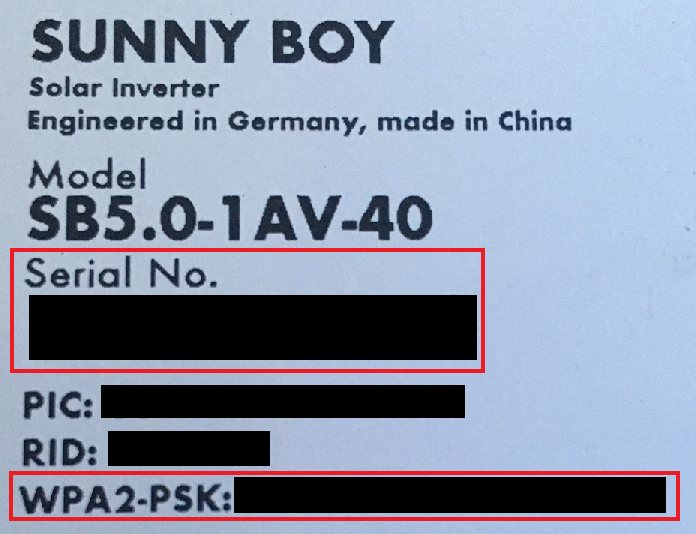 SUNNY BOY
Solar Inverter
Engineered in Germany, made in China
Model
SB5.0-1AV-40
Serial No.
PIC:
RID:
WPA2-PSK: